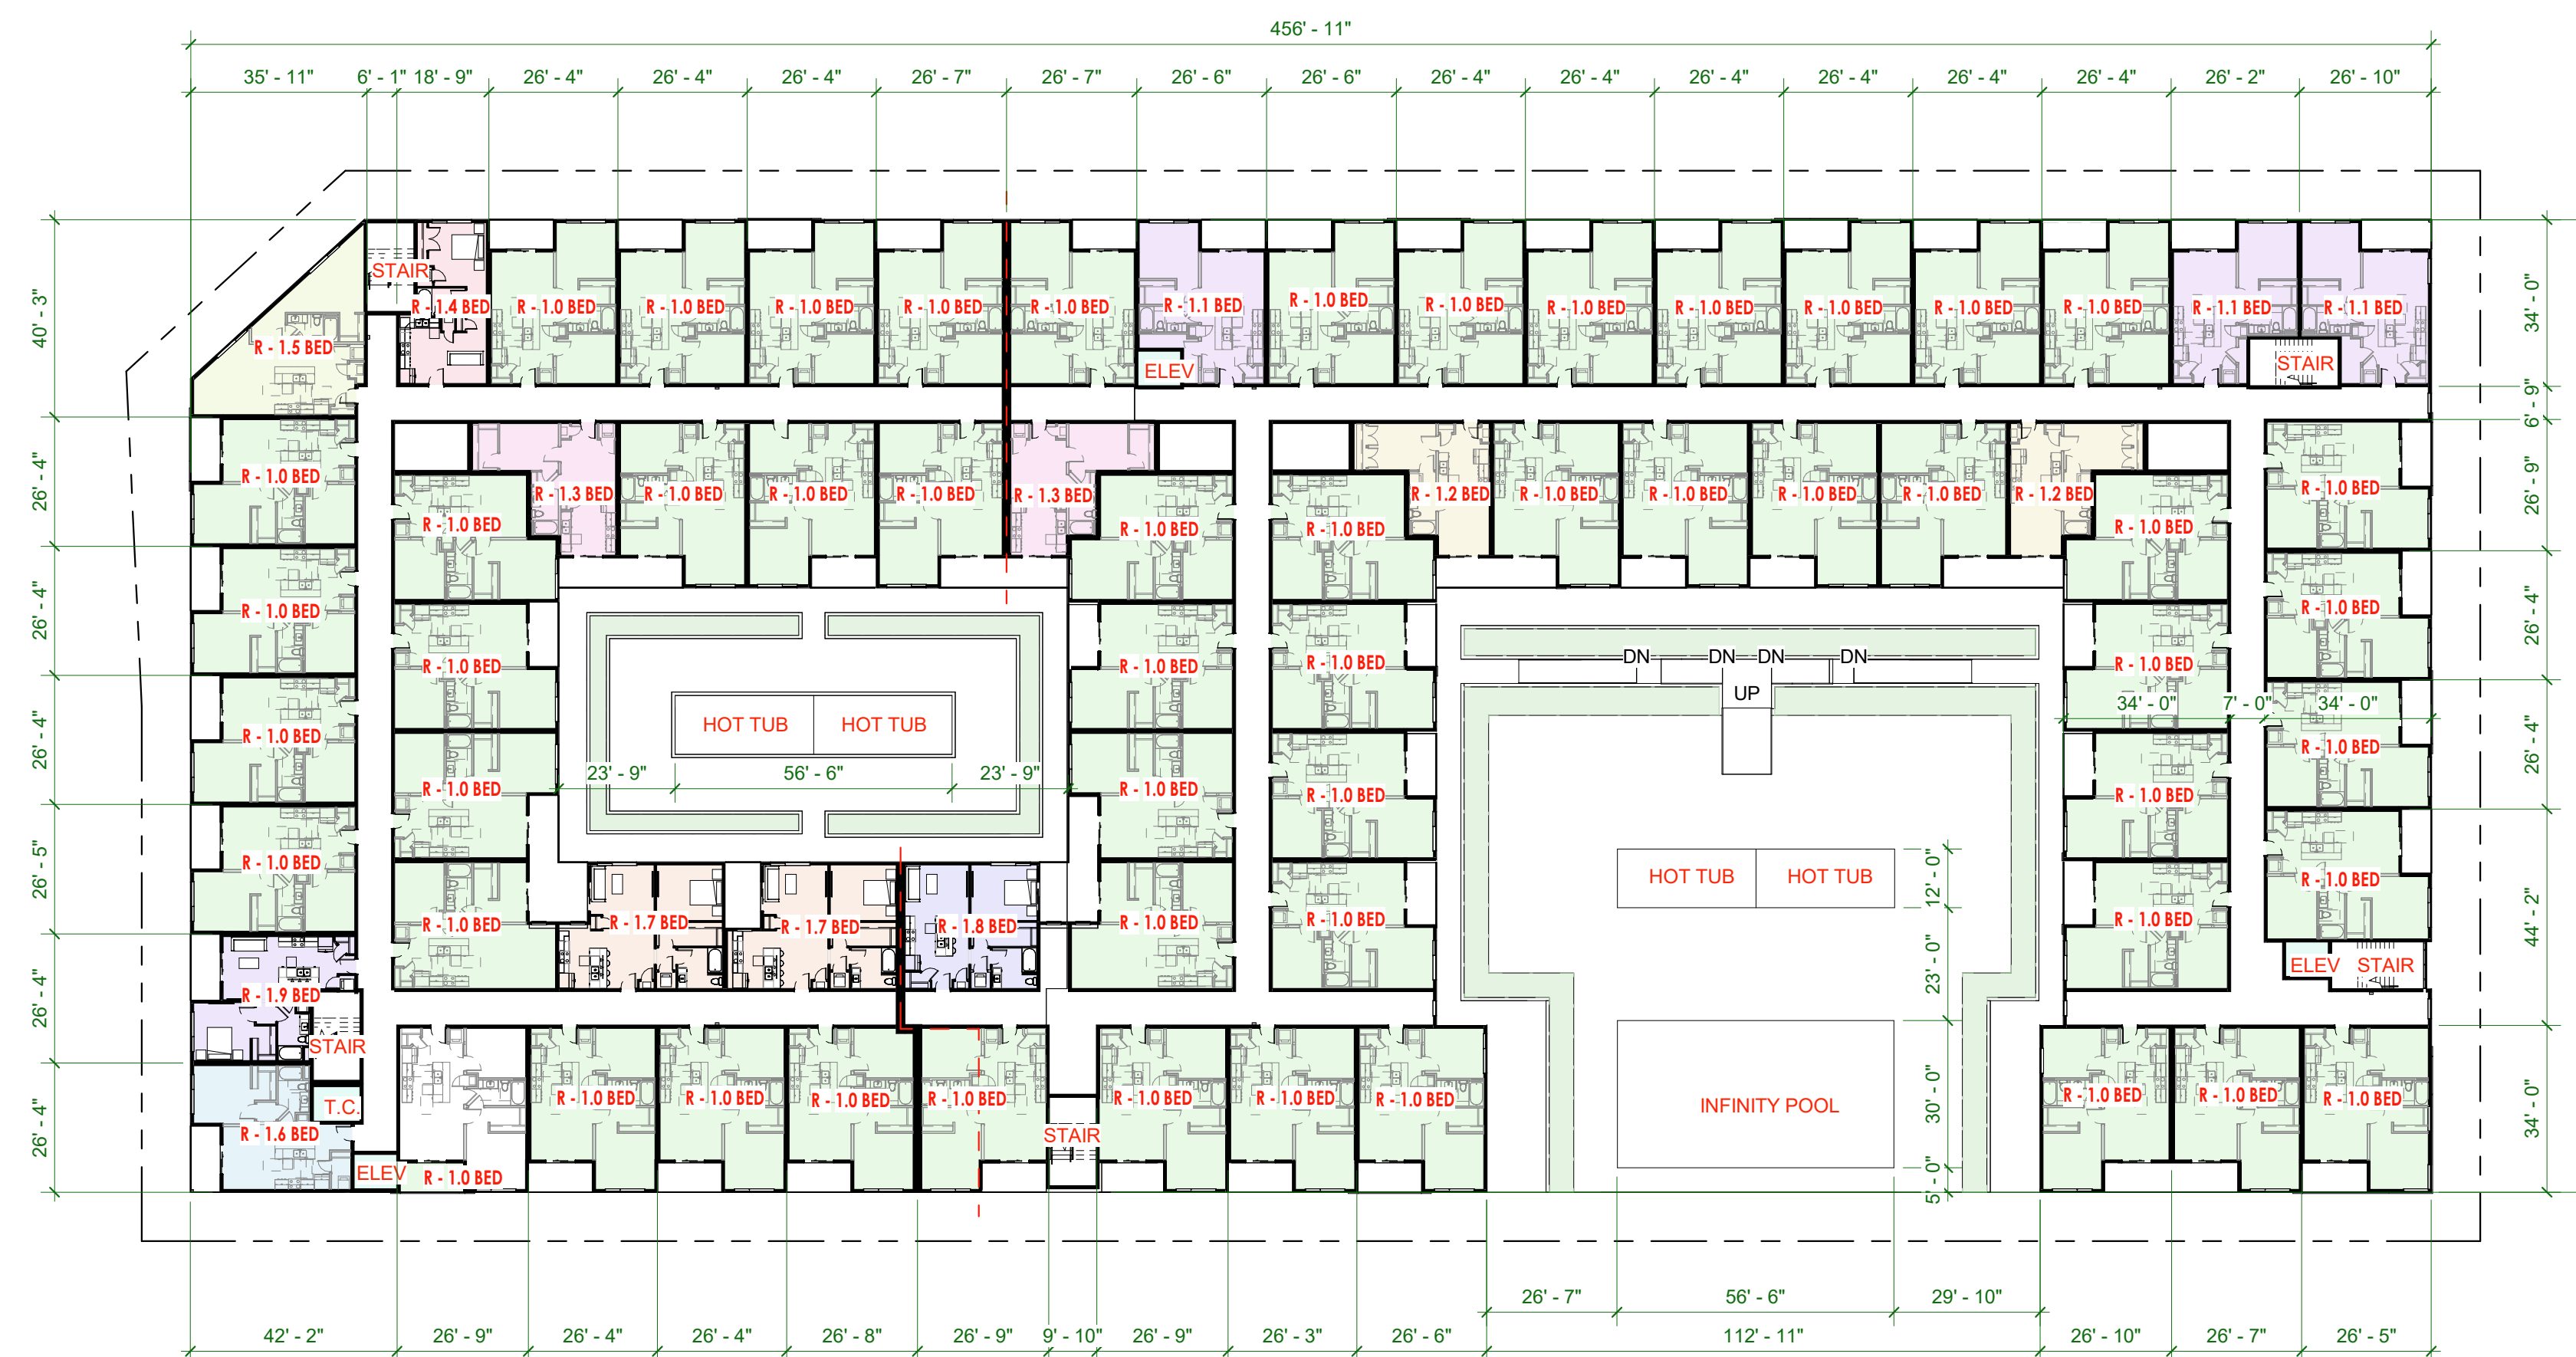 456' - 11"
35' - 11" 6' - 1" 18' - 9" 26' - 4" 26' - 4" 26' - 4" 26' - 7" 26' - 7" 26' - 6" 26' - 6" 26' - 4" 26' - 4" 26' - 4" 26' - 4" 26' - 4" 26' - 4" 26' - 2" 26' - 10"
40' - 3"
26' - 4"
26' - 4"
26' - 4"
26' - 5"
26' - 4"
26' - 4"
STAIR
R - 1.4 BED R - 1.0 BED R - 1.0 BED R - 1.0 BED R - 1.0 BED R - 1.0 BED R - 1.1 BED R - 1.0 BED R - 1.0 BED R - 1.0 BED R - 1.0 BED R - 1.0 BED R - 1.0 BED R - 1.0 BED R - 1.1 BED R - 1.1 BED
R - 1.5 BED
ELEV
STAIR
34' - 0"
6' - 9"
26' - 9"
26' - 4"
26' - 4"
44' - 2"
34' - 0"
R - 1.0 BED
R - 1.3 BED R - 1.0 BED R - 1.0 BED R - 1.0 BED R - 1.3 BED R - 1.2 BED R - 1.0 BED R - 1.0 BED R - 1.0 BED R - 1.0 BED R - 1.2 BED R - 1.0 BED
R - 1.0 BED R - 1.0 BED R - 1.0 BED R - 1.0 BED
R - 1.0 BED R - 1.0 BED
R - 1.0 BED R - 1.0 BED R - 1.0 BED R - 1.0 BED
DN DN DN DN
UP
34' - 0" 7' - 0" 34' - 0"
HOT TUB HOT TUB
R - 1.0 BED R - 1.0 BED
23' - 9" 56' - 6" 23' - 9"
R - 1.0 BED R - 1.0 BED R - 1.0 BED R - 1.0 BED
R - 1.0 BED
HOT TUB HOT TUB
12' - 0"
R - 1.0 BED
R - 1.0 BED R - 1.7 BED R - 1.7 BED R - 1.8 BED R - 1.0 BED R - 1.0 BED R - 1.0 BED
23' - 0"
ELEV STAIR
R - 1.9 BED
STAIR
T.C.
R - 1.6 BED
ELEV
R - 1.0 BED
R - 1.0 BED R - 1.0 BED R - 1.0 BED R - 1.0 BED R - 1.0 BED R - 1.0 BED R - 1.0 BED
STAIR
INFINITY POOL
30' - 0"
5' - 0"
R - 1.0 BED R - 1.0 BED R - 1.0 BED
26' - 7" 56' - 6" 29' - 10"
42' - 2" 26' - 9" 26' - 4" 26' - 4" 26' - 8" 26' - 9" 9' - 10" 26' - 9" 26' - 3" 26' - 6" 112' - 11" 26' - 10" 26' - 7" 26' - 5"